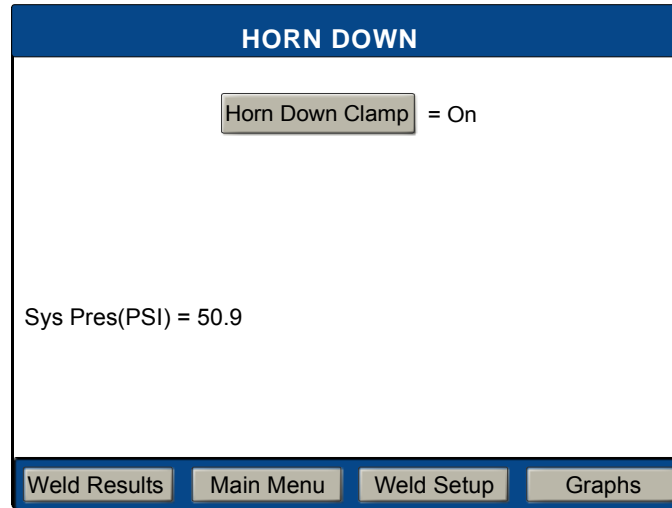 HORN DOWN
Horn Down Clamp = On
Sys Pres(PSI) = 50.9
Weld Results Main Menu Weld Setup Graphs